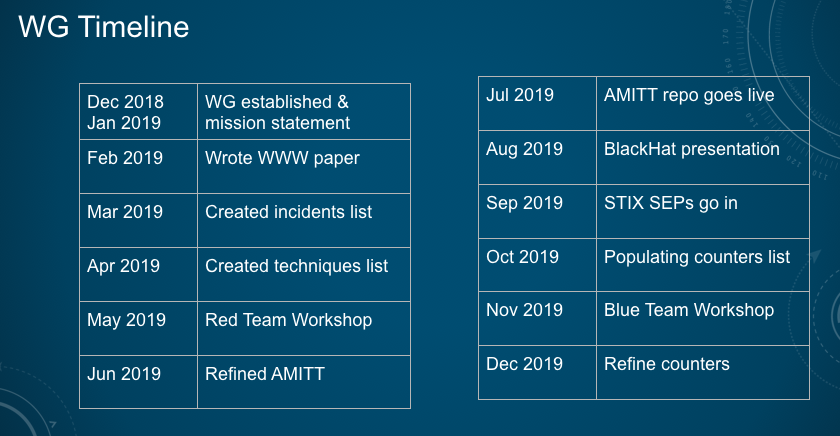 WG Timeline
Dec 2018
Jan 2019
WG established &
mission statement
Feb 2019
Wrote WWW paper
Mar 2019
Created incidents list
Apr 2019
Created techniques list
May 2019
Red Team Workshop
Jun 2019
Refined AMITT
Jul 2019
AMITT repo goes live
Aug 2019
BlackHat presentation
Sep 2019
STIX SEPs go in
Oct 2019
Populating counters list
Nov 2019
Blue Team Workshop
Dec 2019
Refine counters